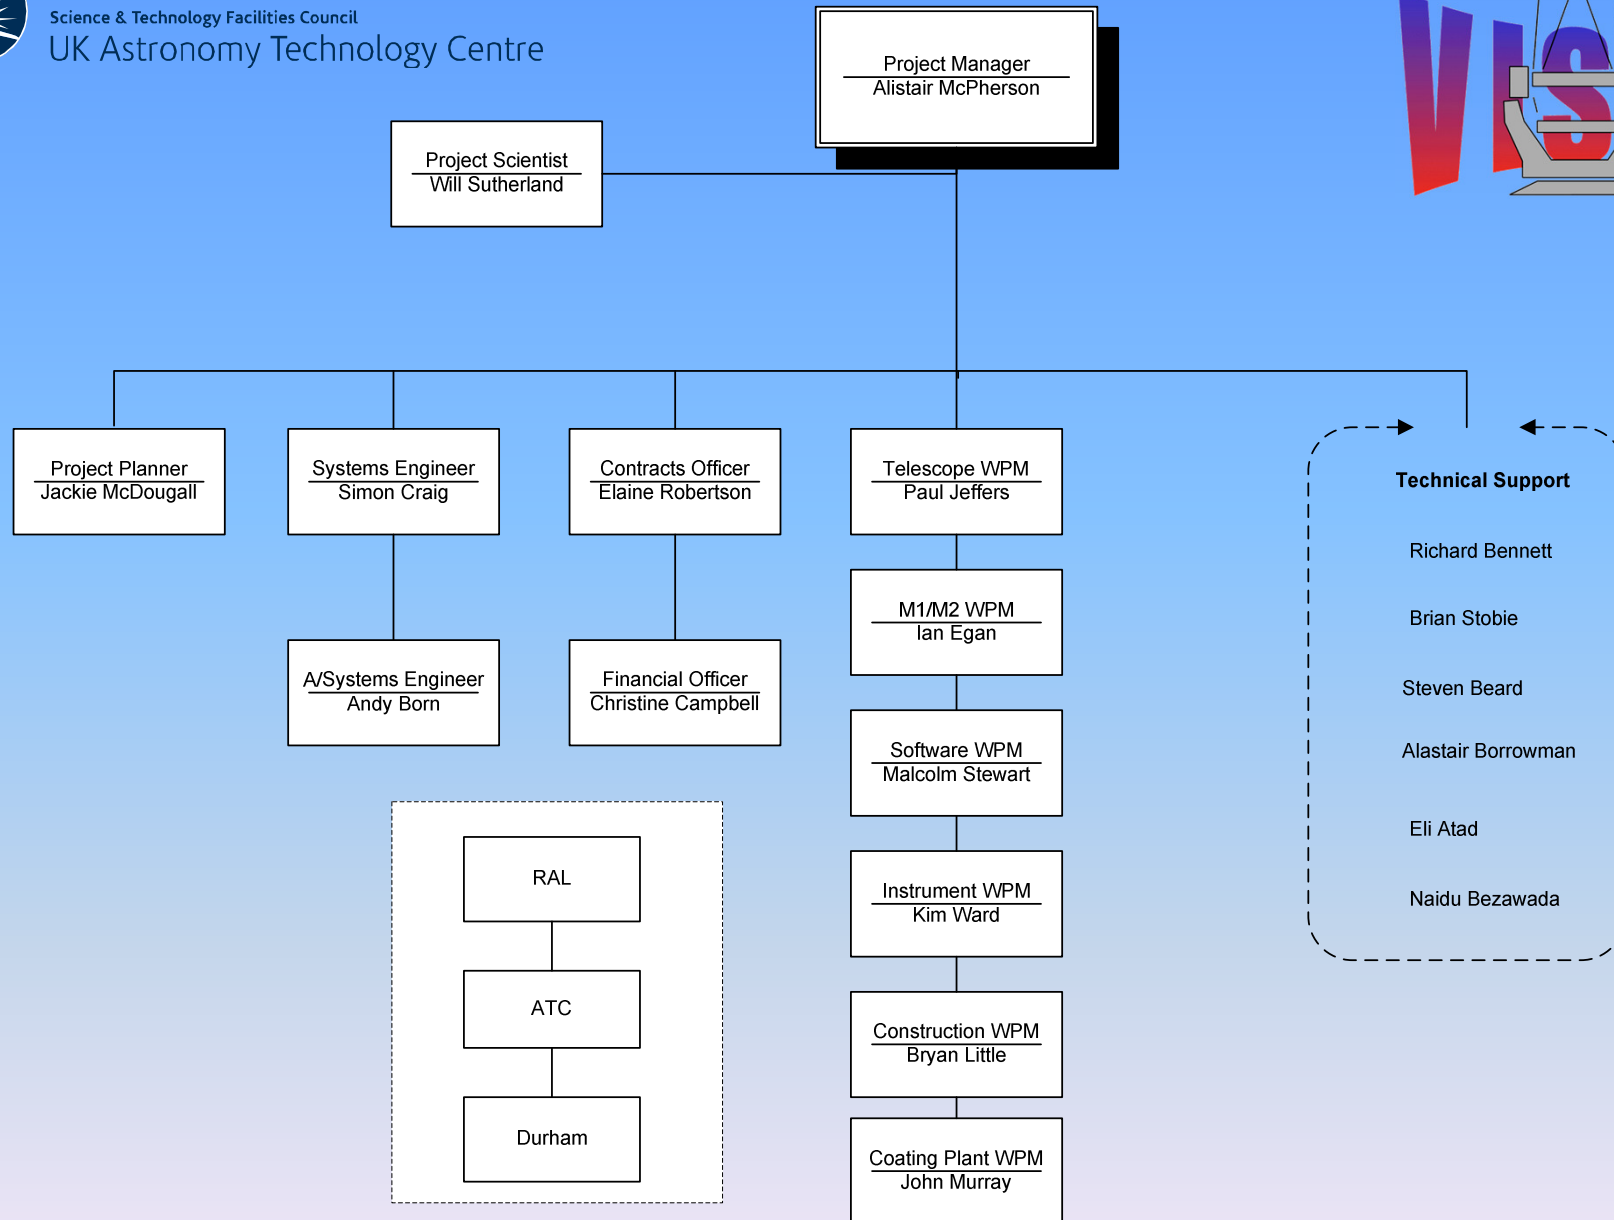 Science & Technology Facilities Council
UK Astronomy Technology Centre
Project Manager
Alistair McPherson
VIS
Project Scientist
Will Sutherland
Project Planner
Jackie McDougall
Systems Engineer
Simon Craig
Contracts Officer
Elaine Robertson
Telescope WPM
Paul Jeffers
Technical Support
Richard Bennett
Brian Stobie
Steven Beard
Alastair Borrowman
Eli Atad
Naidu Bezawada
M1/M2 WPM
Ian Egan
A/Systems Engineer
Andy Born
Financial Officer
Christine Campbell
Software WPM
Malcolm Stewart
Instrument WPM
Kim Ward
Construction WPM
Bryan Little
Coating Plant WPM
John Murray
RAL
ATC
Durham